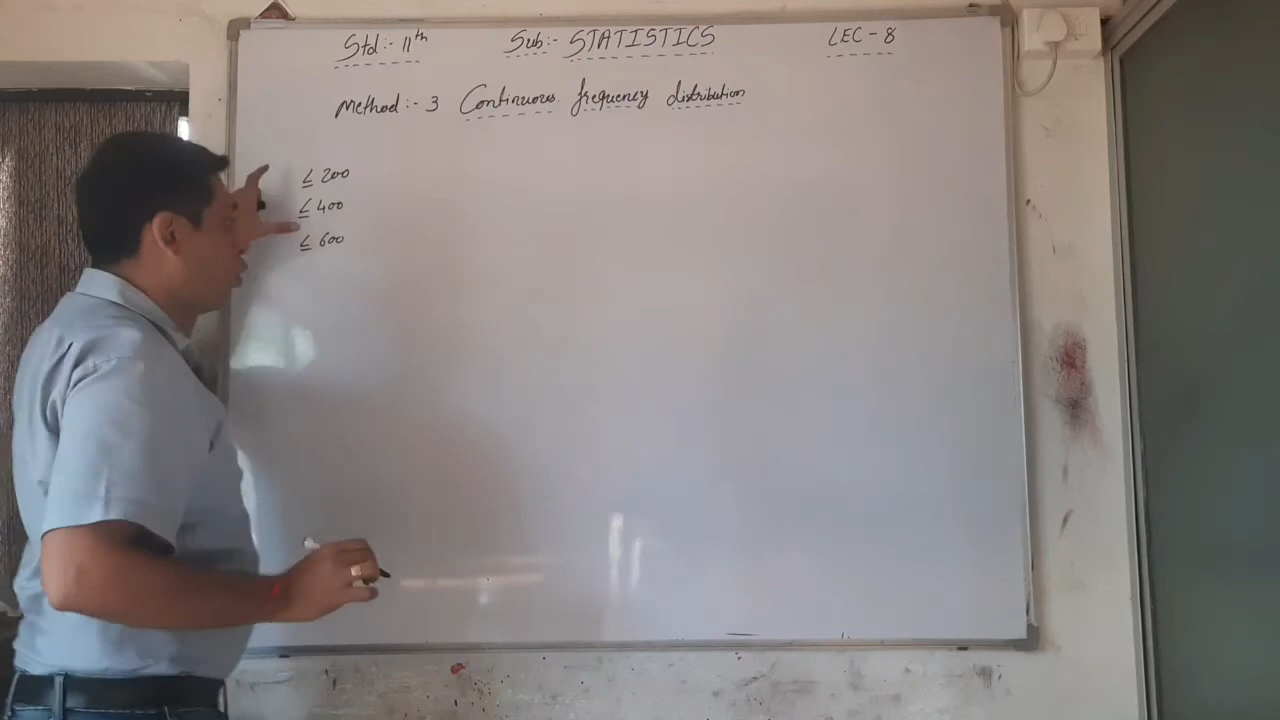 Std:- 11th Sub:- STATISTICS LEC - 8
Method:- 3 Continuous frequency distribution
≤ 200
≤ 400
≤ 600